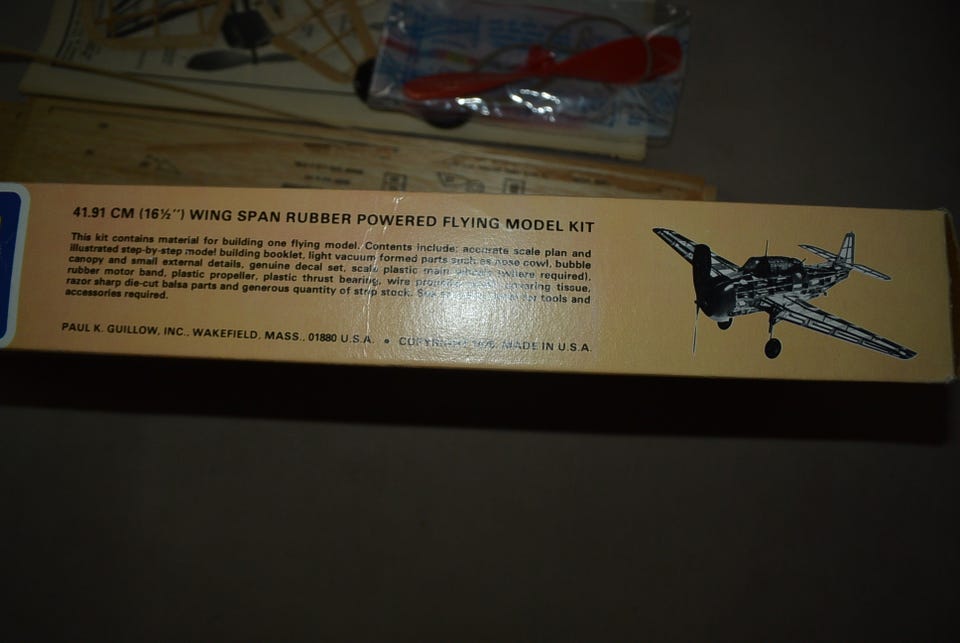 41.91 CM (16½″) WING SPAN RUBBER POWERED FLYING MODEL KIT
This kit contains material for building one flying model. Contents include: accurate scale plan and
illustrated step-by-step model building booklet, light vacuum formed parts such as nose cowl, bubble
canopy and small external details, genuine decal set, scale plastic main wheels (where required),
rubber motor band, plastic propeller, plastic thrust bearing, wire covering tissue,
razor sharp die-cut balsa parts and generous quantity of strip stock. tools and
accessories required.
PAUL K. GUILLOW, INC., WAKEFIELD, MASS., 01880 U.S.A. • COPYRIGHT MADE IN U.S.A.